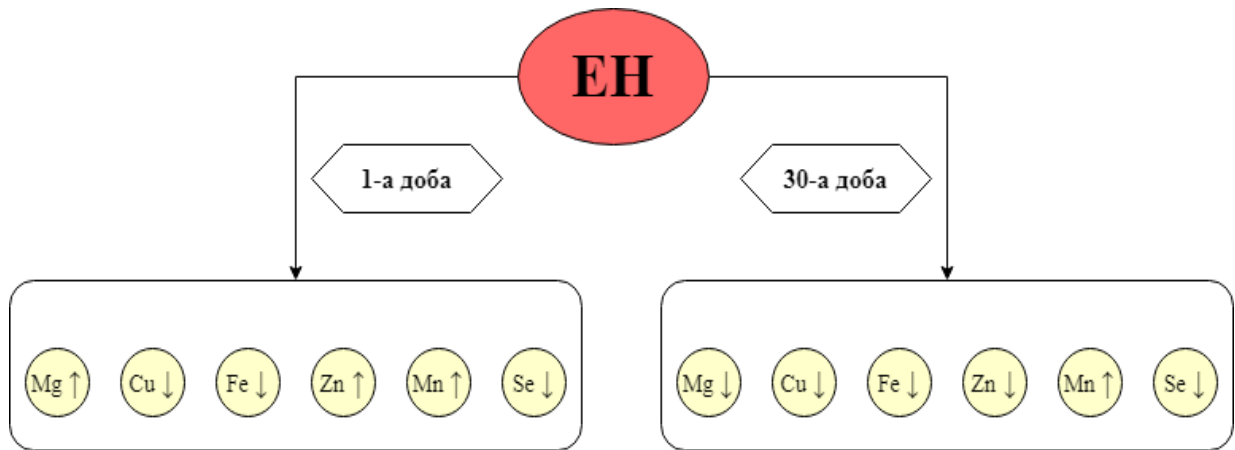 ЕН
1-а доба
30-а доба
Mg ↑ Cu ↓ Fe ↓ Zn ↑ Mn ↑ Se ↓
Mg ↓ Cu ↓ Fe ↓ Zn ↓ Mn ↑ Se ↓